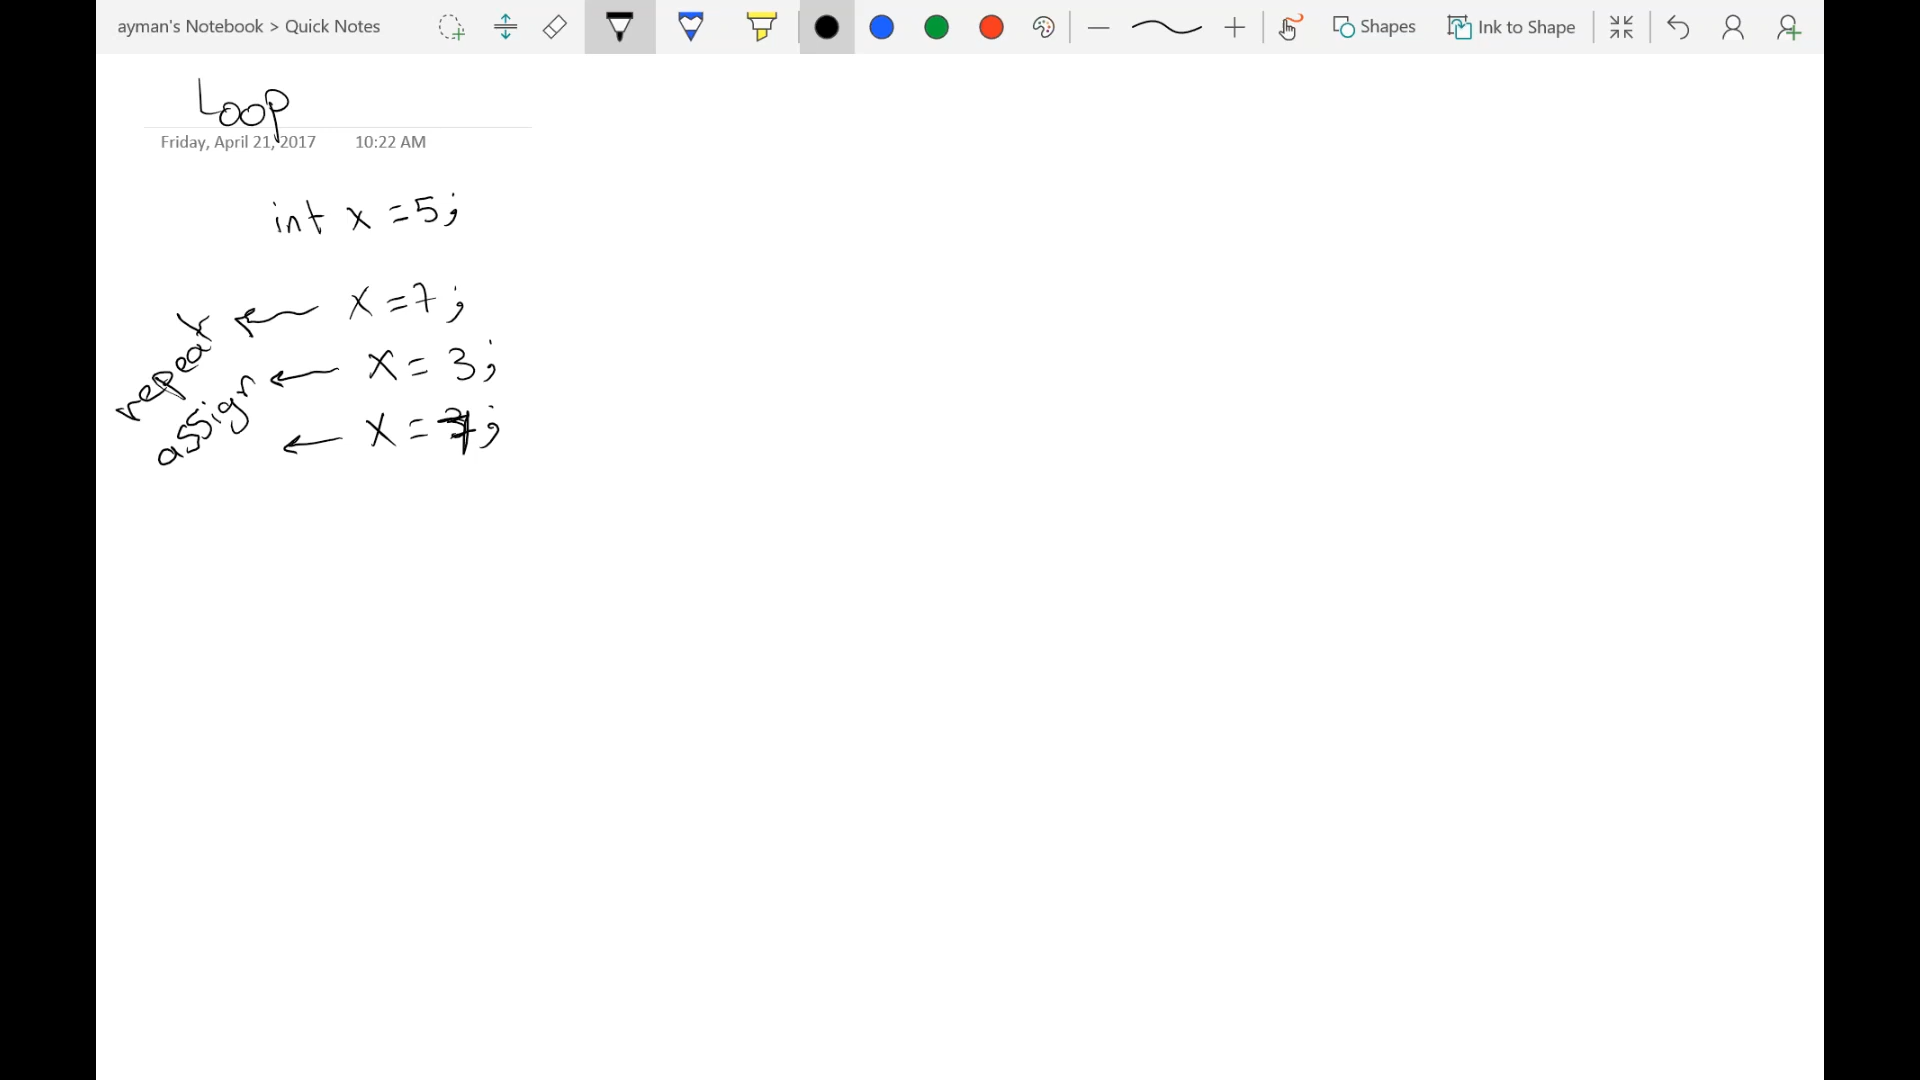 ayman's Notebook > Quick Notes
Shapes
Ink to Shape
Loop
Friday, April 21, 2017 10:22 AM
int x = 5;
x = 7;
repeat
x = 3;
assign
x = ;